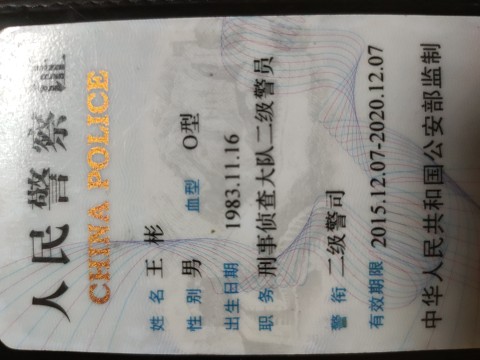 人民警察证
CHINA POLICE
姓名 王 彬
性别 男 血型 O型
出生日期 1983.11.16
职务 刑事侦查大队二级警员
警衔 二级警司
有效期限 2015.12.07-2020.12.07
中华人民共和国公安部监制